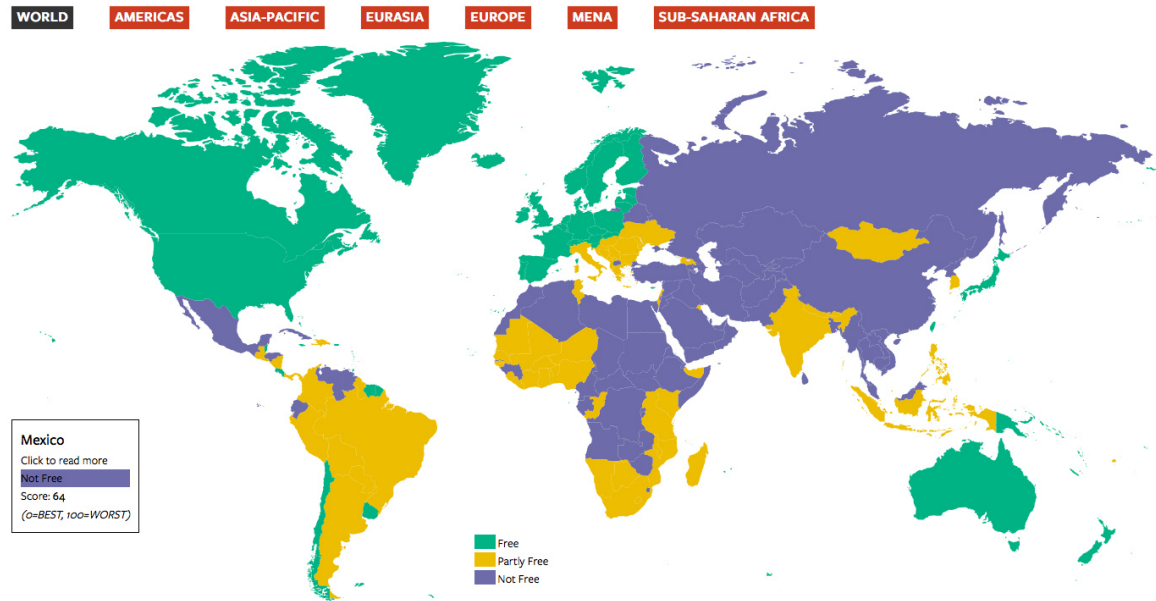 WORLD AMERICAS ASIA-PACIFIC EURASIA EUROPE MENA SUB-SAHARAN AFRICA
Mexico
Click to read more
Not Free
Score: 64
(0=BEST, 100=WORST)
Free
Partly Free
Not Free